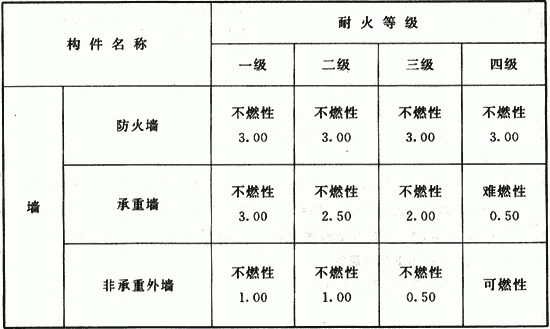 构件名称
耐火等级
一级 二级 三级 四级
墙
防火墙
不燃性 不燃性 不燃性 不燃性
3.00 3.00 3.00 3.00
承重墙
不燃性 不燃性 不燃性 难燃性
3.00 2.50 2.00 0.50
非承重外墙
不燃性 不燃性 不燃性 可燃性
1.00 1.00 0.50